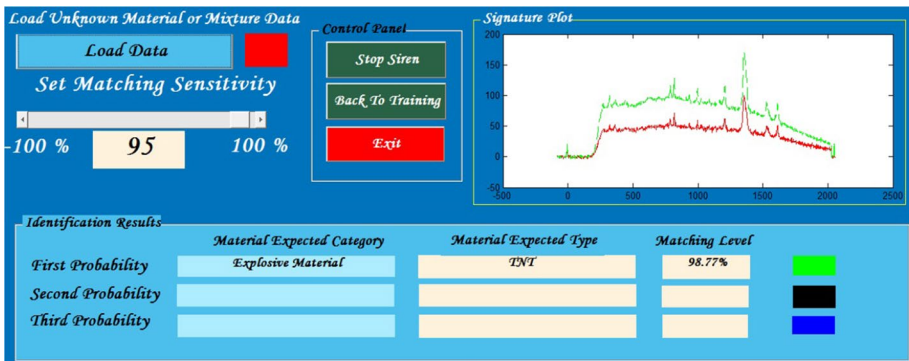 Load Unknown Material or Mixture Data
Load Data
Set Matching Sensitivity
-100 %
95
100 %
Control Panel
Stop Siren
Back To Training
Exit
Signature Plot
200
150
100
50
0
-50
-500 0 500 1000 1500 2000 2500
Identification Results
Material Expected Category Material Expected Type Matching Level
First Probability Explosive Material TNT 98.77%
Second Probability
Third Probability